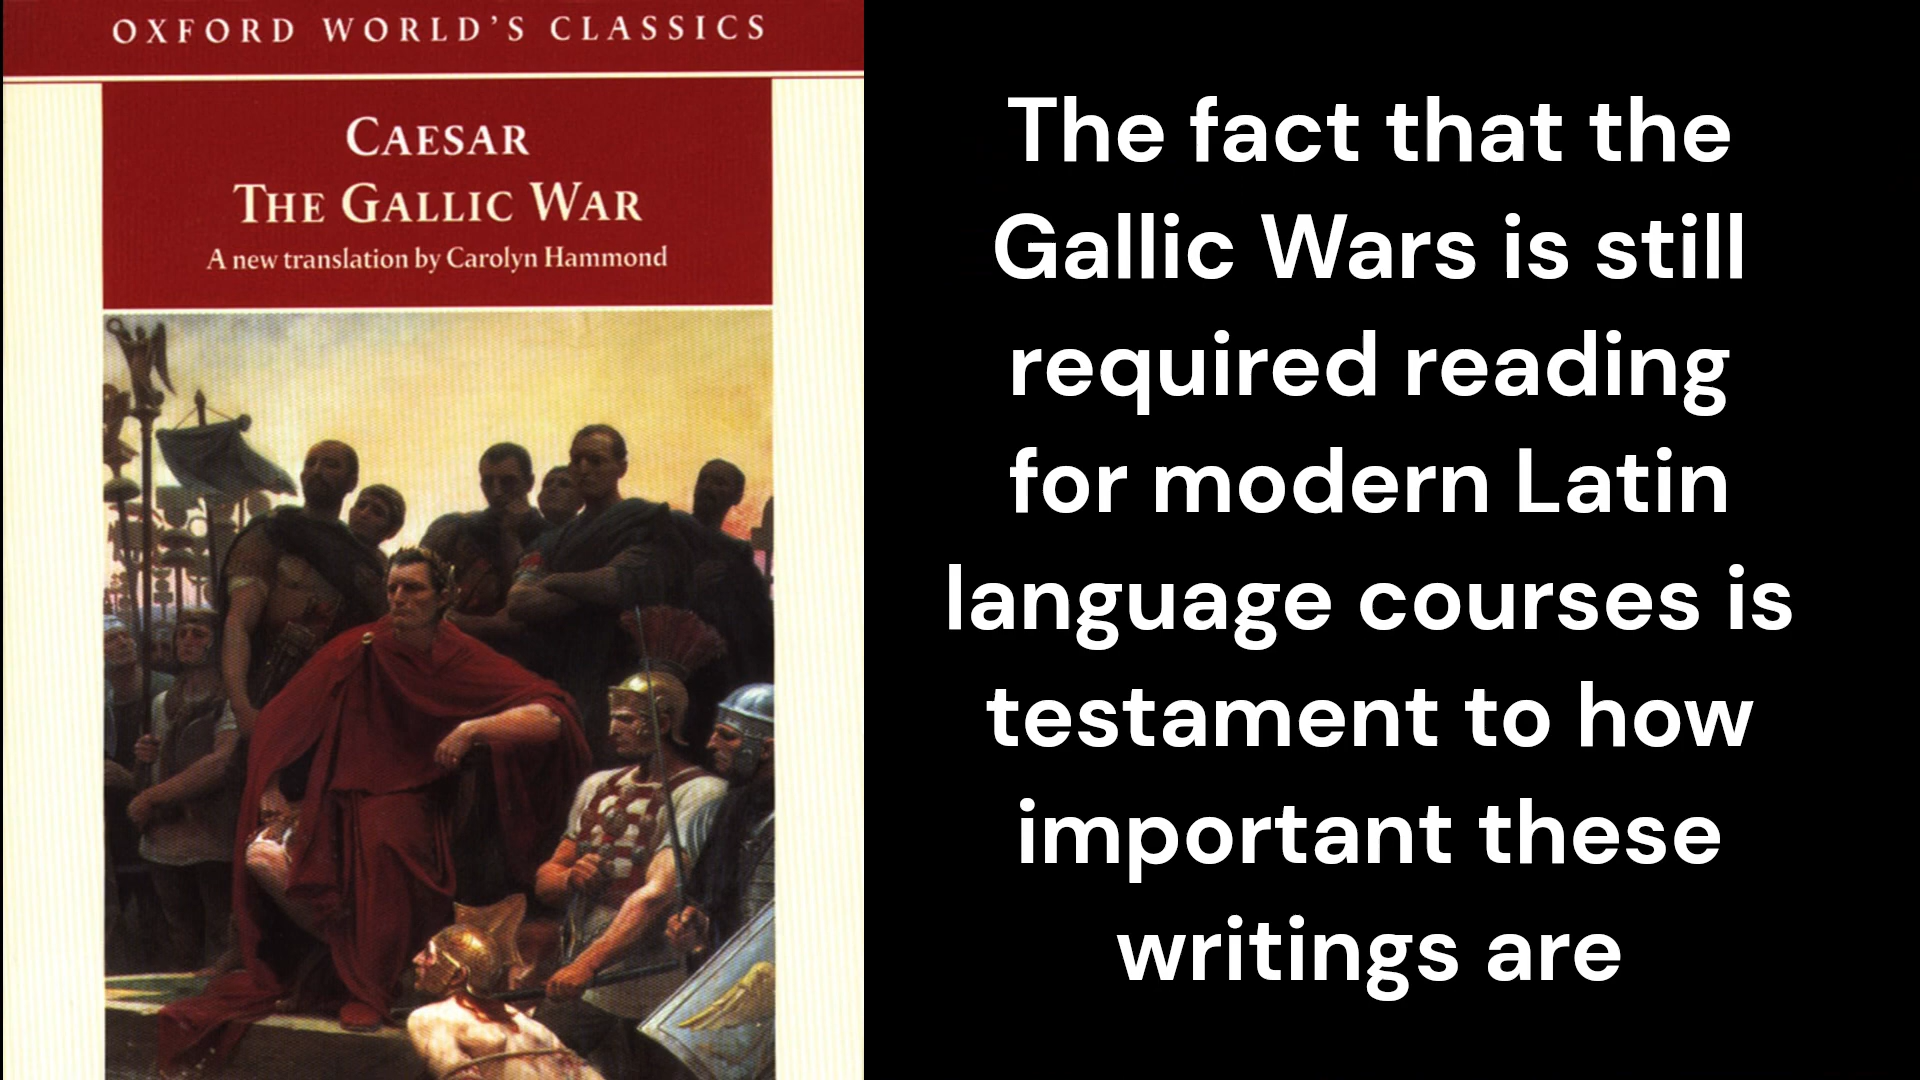 OXFORD WORLD'S CLASSICS
CAESAR
THE GALLIC WAR
A new translation by Carolyn Hammond
The fact that the
Gallic Wars is still
required reading
for modern Latin
language courses is
testament to how
important these
writings are